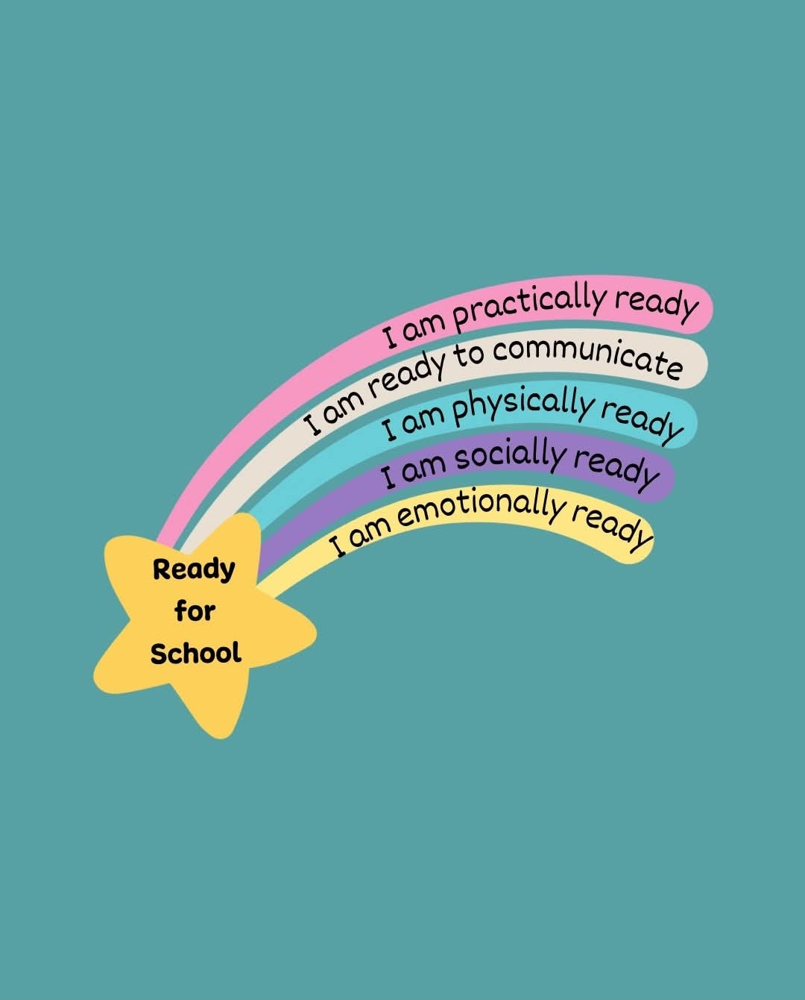 I am practically ready
I am ready to communicate
I am physically ready
I am socially ready
I am emotionally ready
Ready
for
School